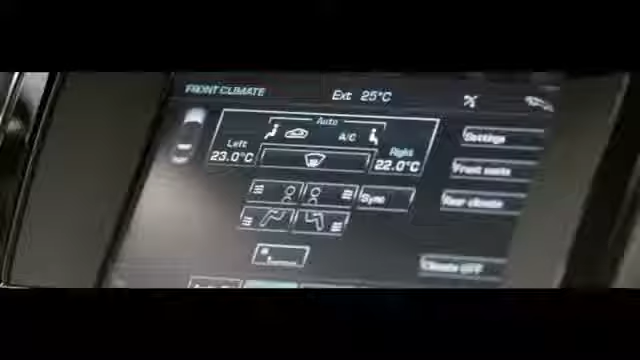 FRONT CLIMATE
Ext 25°C
Auto
Left
A/C
Right
23.0°C
22.0°C
Settings
Front seats
Sync
Rear climate
Climate OFF